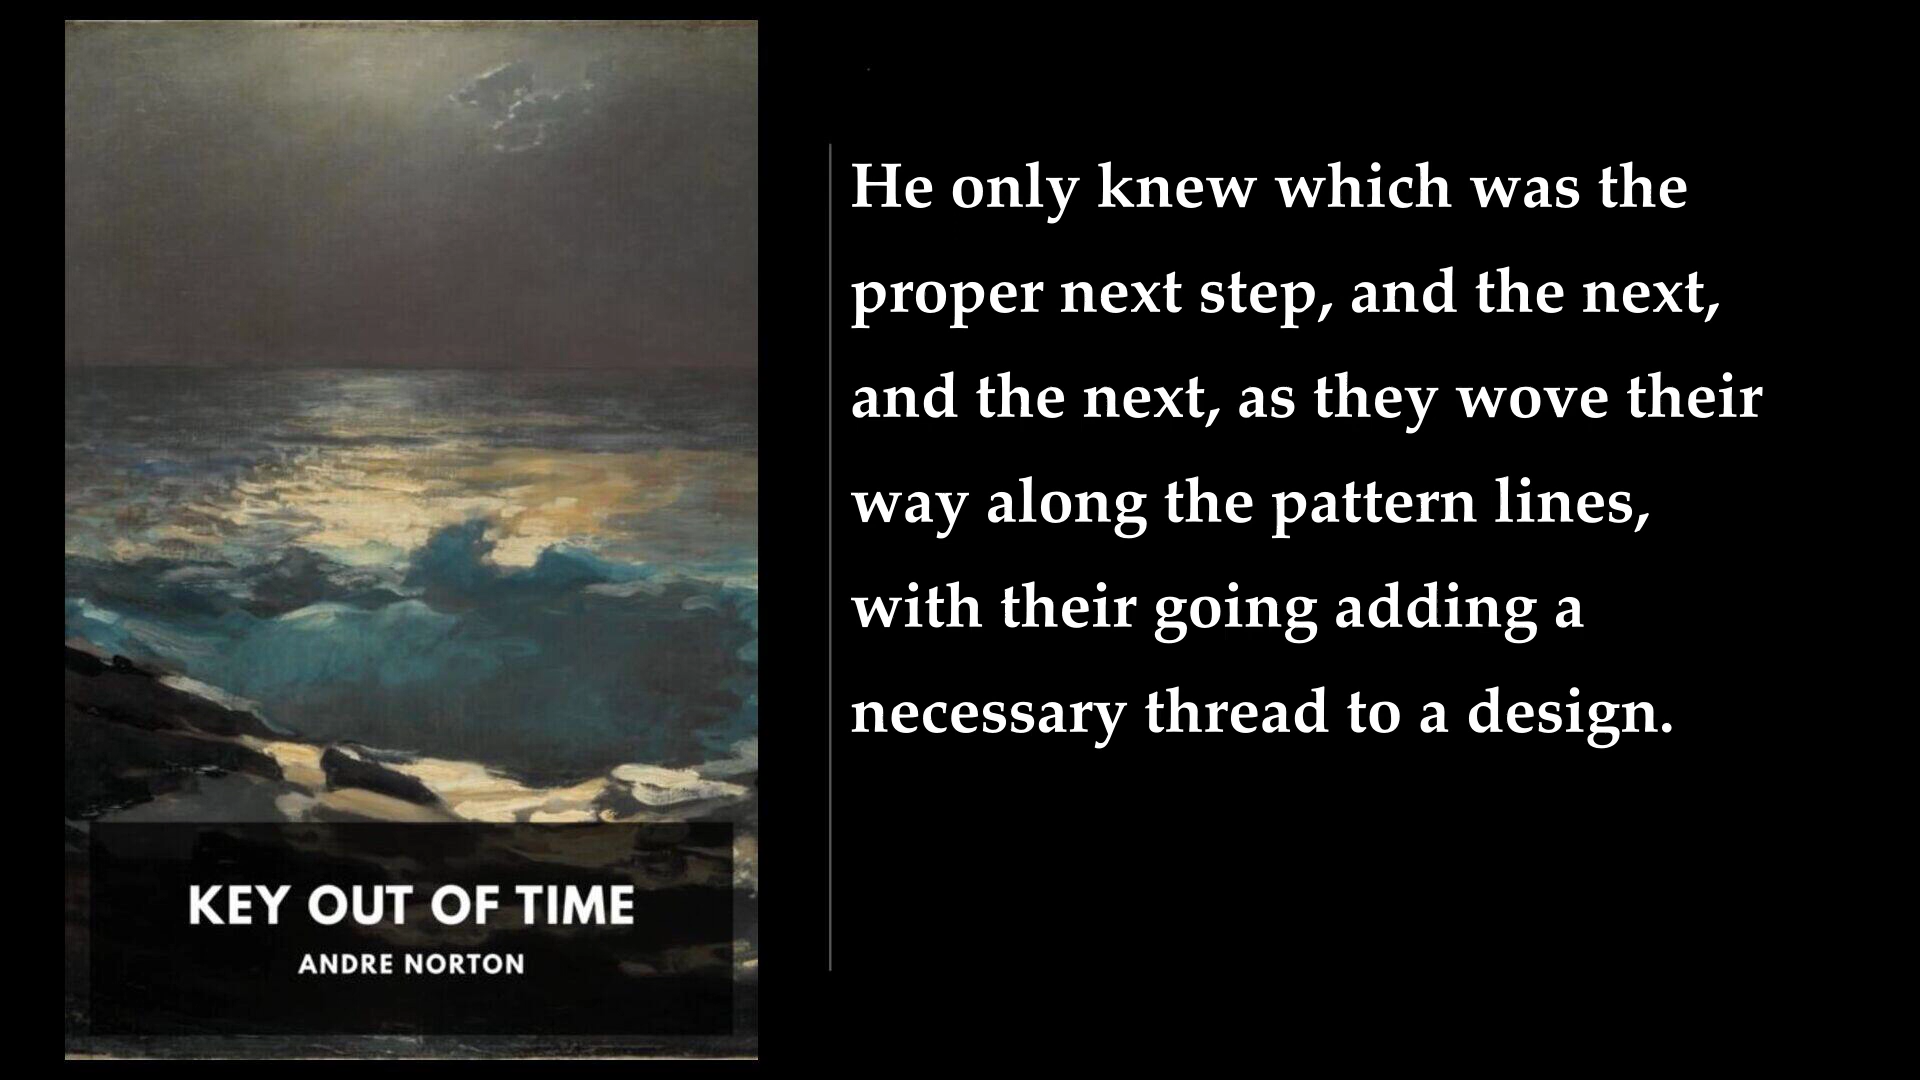 He only knew which was the
proper next step, and the next,
and the next, as they wove their
way along the pattern lines,
with their going adding a
necessary thread to a design.
KEY OUT OF TIME
ANDRE NORTON